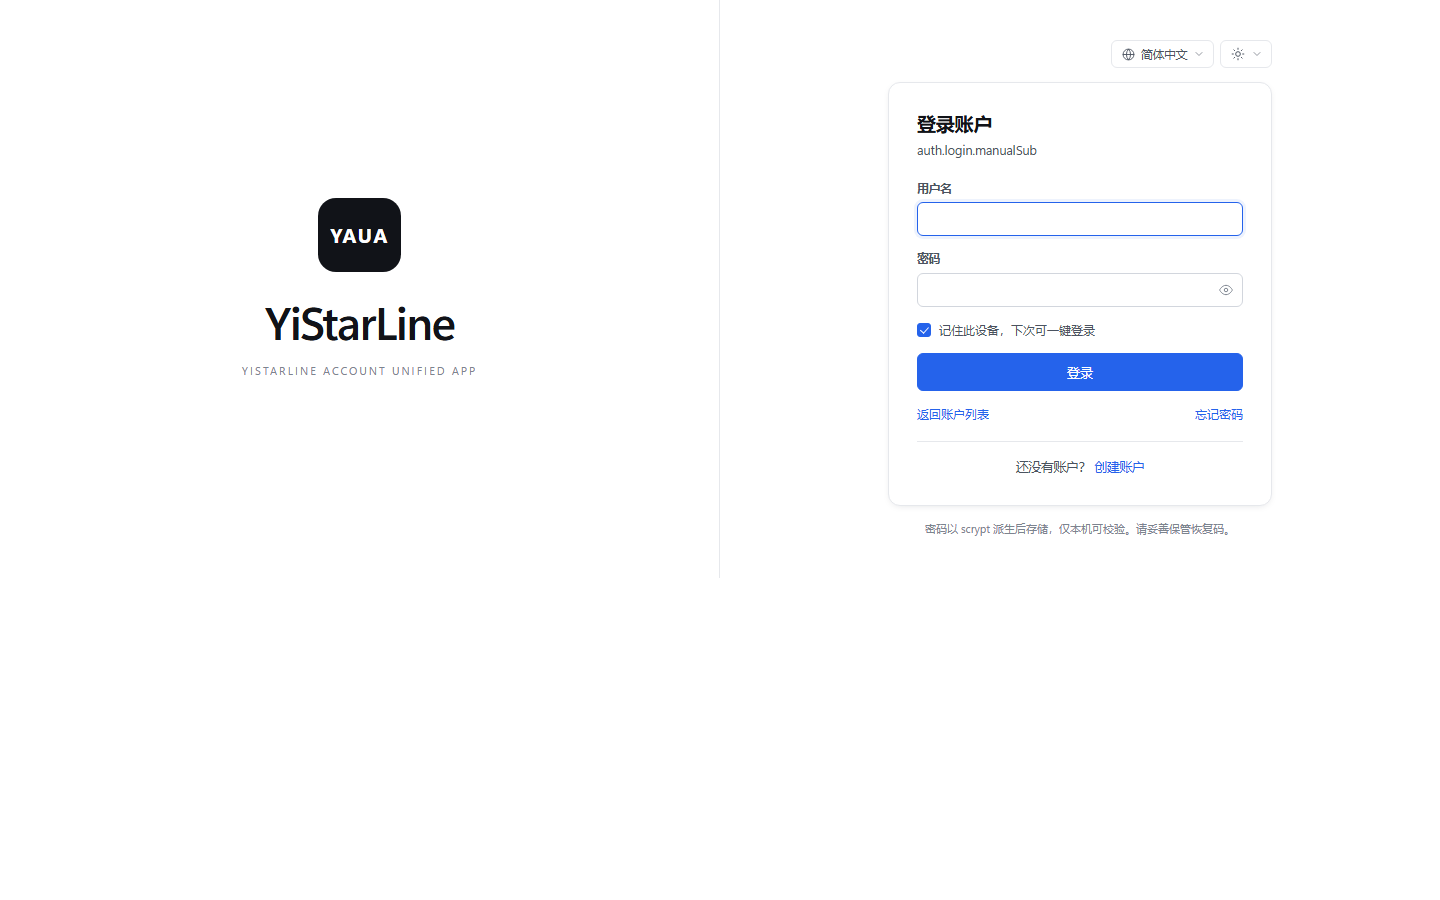 YAUA
YiStarLine
YISTARLINE ACCOUNT UNIFIED APP
简体中文
登录账户
auth.login.manualSub
用户名
密码
记住此设备，下次可一键登录
登录
返回账户列表
忘记密码
还没有账户？ 创建账户
密码以 scrypt 派生后存储，仅本机可校验。请妥善保管恢复码。